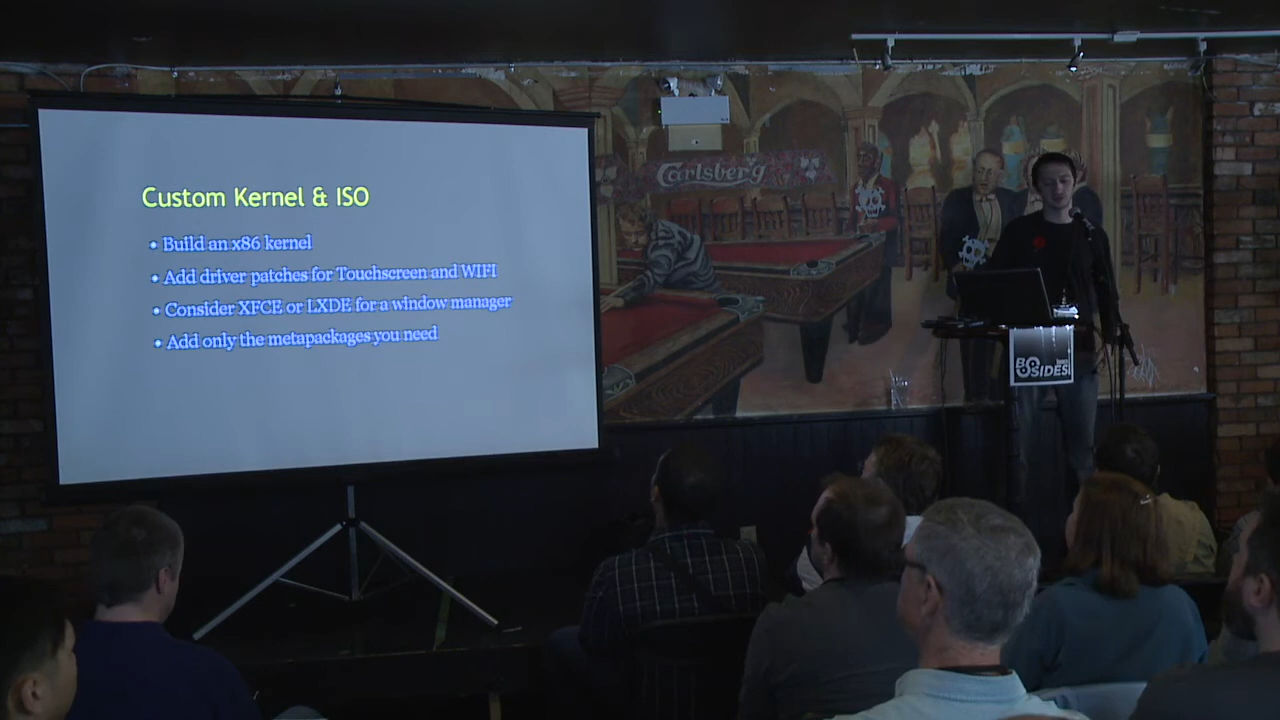 Custom Kernel & ISO
• Build an x86 kernel
• Add driver patches for Touchscreen and WIFI
• Consider XFCE or LXDE for a window manager
• Add only the metapackages you need
Carlsberg
BSIDES